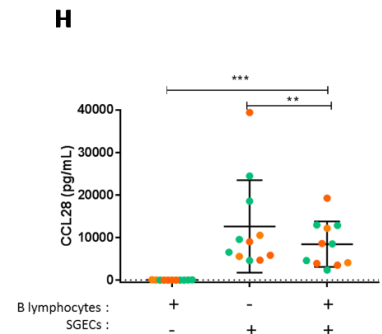 H
***
**
40000
30000
20000
10000
0
CCL28 (pg/mL)
B lymphocytes : + - +
SGECs : - + +